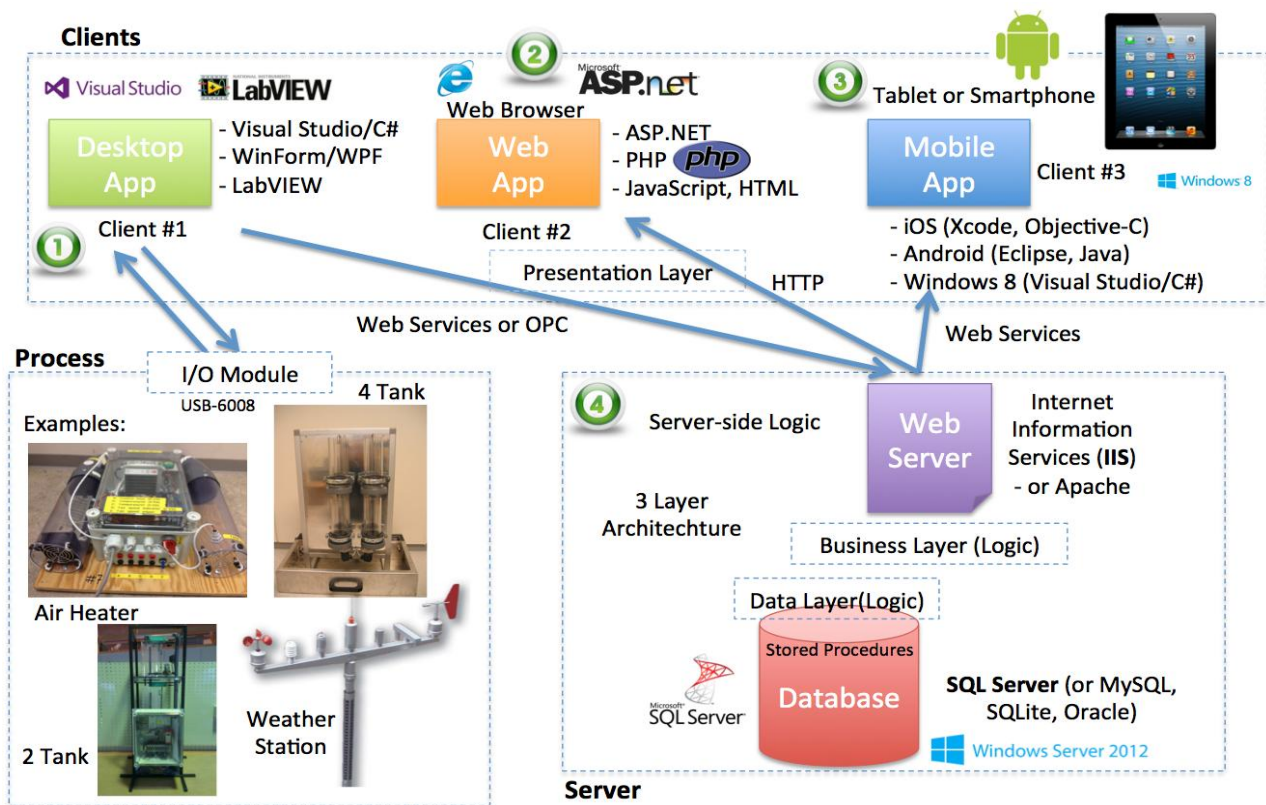 Clients
Visual Studio
NATIONAL INSTRUMENTS
LabVIEW
Desktop
App
- Visual Studio/C#
- WinForm/WPF
- LabVIEW
Client #1
1
2
Microsoft
ASP.net
Web Browser
Web
App
- ASP.NET
- PHP
php
- JavaScript, HTML
Client #2
Presentation Layer
3
Tablet or Smartphone
Mobile
App
Client #3
Windows 8
- iOS (Xcode, Objective-C)
- Android (Eclipse, Java)
- Windows 8 (Visual Studio/C#)
HTTP
Web Services or OPC
Web Services
Process
I/O Module
USB-6008
4 Tank
Examples:
Air Heater
2 Tank
Weather
Station
4
Server-side Logic
Web
Server
Internet
Information
Services (IIS)
- or Apache
3 Layer
Architechture
Business Layer (Logic)
Data Layer(Logic)
Stored Procedures
Database
Microsoft
SQL Server
SQL Server (or MySQL,
SQLite, Oracle)
Windows Server 2012
Server